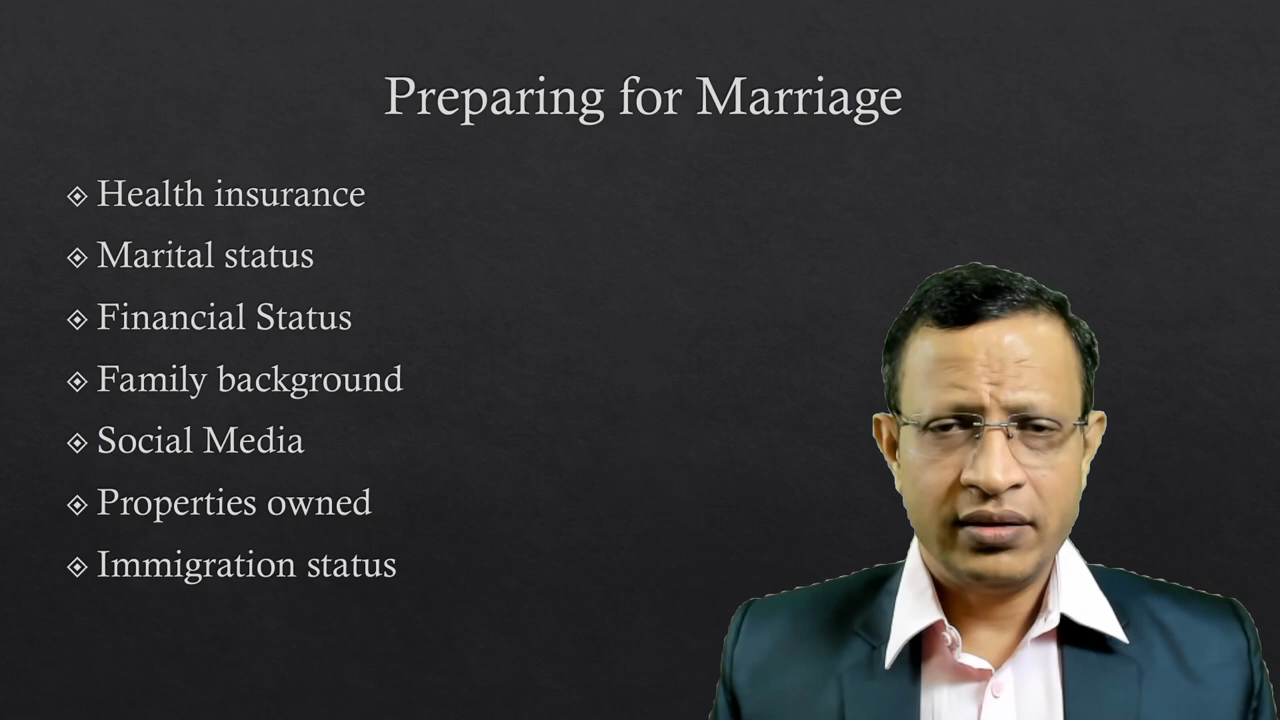 Preparing for Marriage
Health insurance
Marital status
Financial Status
Family background
Social Media
Properties owned
Immigration status